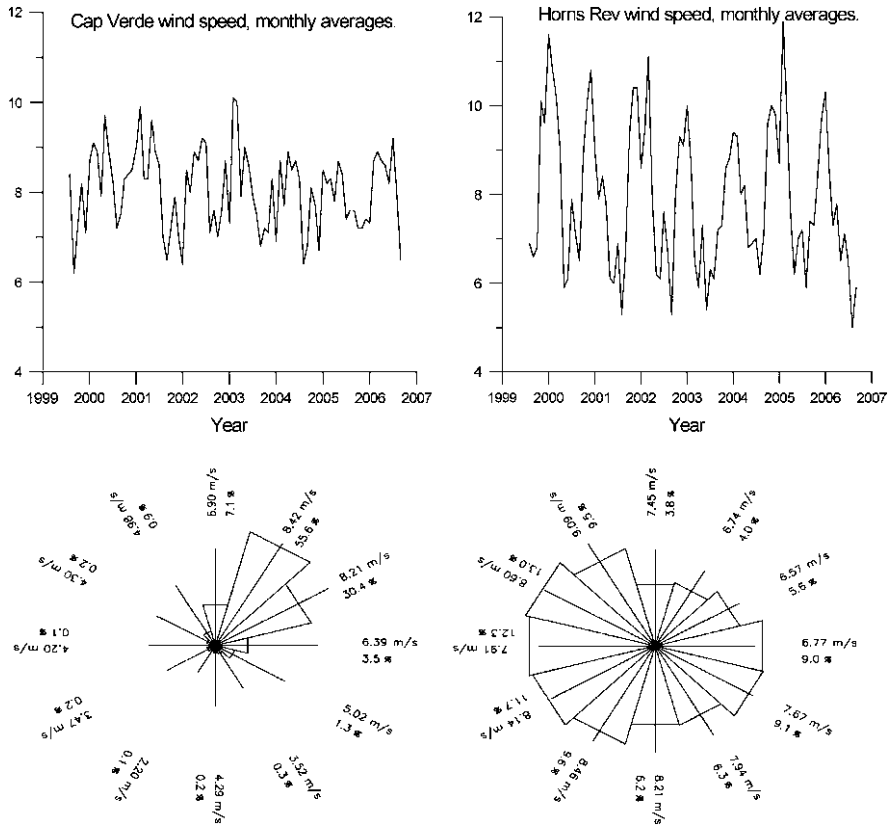 Cap Verde wind speed, monthly averages.
12
10
8
6
4
1999 2000 2001 2002 2003 2004 2005 2006 2007
Year
Horns Rev wind speed, monthly averages.
12
10
8
6
4
1999 2000 2001 2002 2003 2004 2005 2006 2007
Year
6.90 m/s
7.1 %
8.42 m/s
55.6 %
8.21 m/s
30.4 %
6.39 m/s
3.5 %
5.02 m/s
1.3 %
3.52 m/s
0.3 %
4.29 m/s
0.2 %
2.20 m/s
0.1 %
3.47 m/s
0.2 %
4.20 m/s
0.1 %
4.30 m/s
0.2 %
4.98 m/s
0.9 %
7.45 m/s
3.8 %
6.74 m/s
4.0 %
6.57 m/s
5.6 %
6.77 m/s
9.0 %
7.67 m/s
9.1 %
7.94 m/s
6.3 %
8.21 m/s
6.2 %
8.46 m/s
9.6 %
8.14 m/s
11.7 %
7.91 m/s
12.3 %
8.60 m/s
13.0 %
9.09 m/s
9.5 %